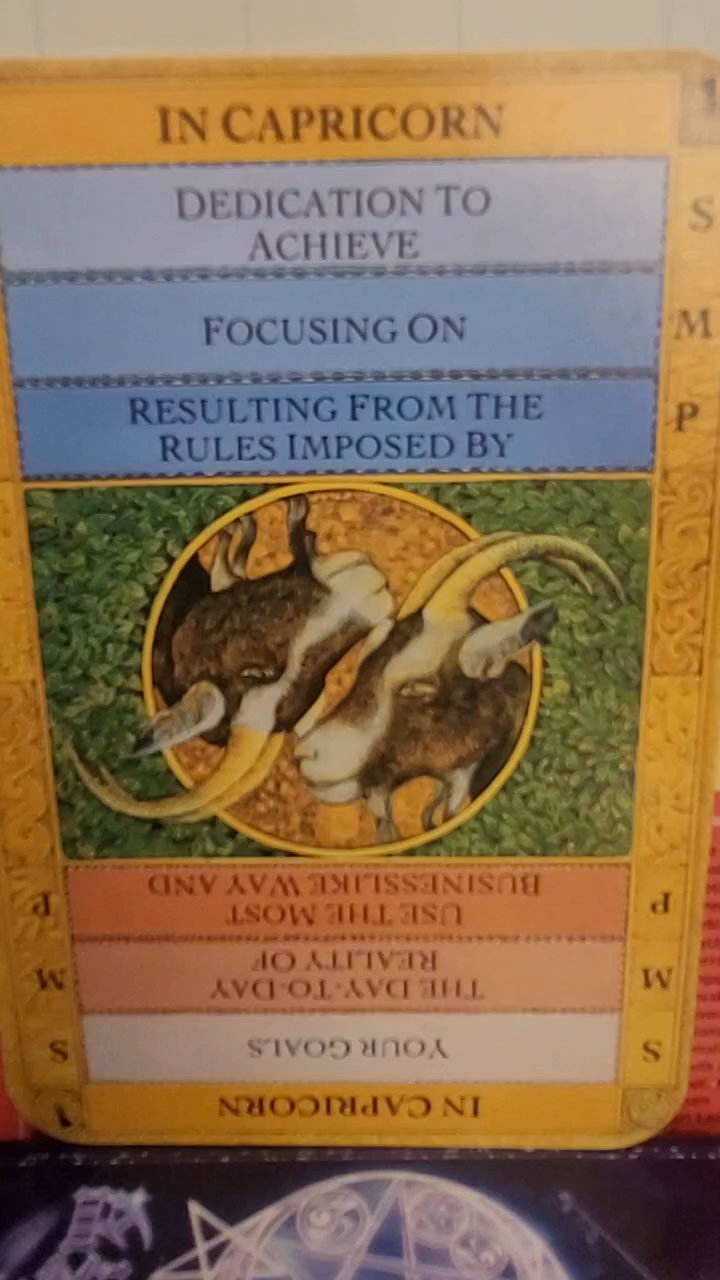 IN CAPRICORN
DEDICATION TO
ACHIEVE
S
FOCUSING ON
M
RESULTING FROM THE
RULES IMPOSED BY
P
IN CAPRICORN
S
YOUR GOALS
S
M
THE DAY-TO-DAY
REALITY OF
M
P
USE THE MOST
BUSINESSLIKE WAY AND
P